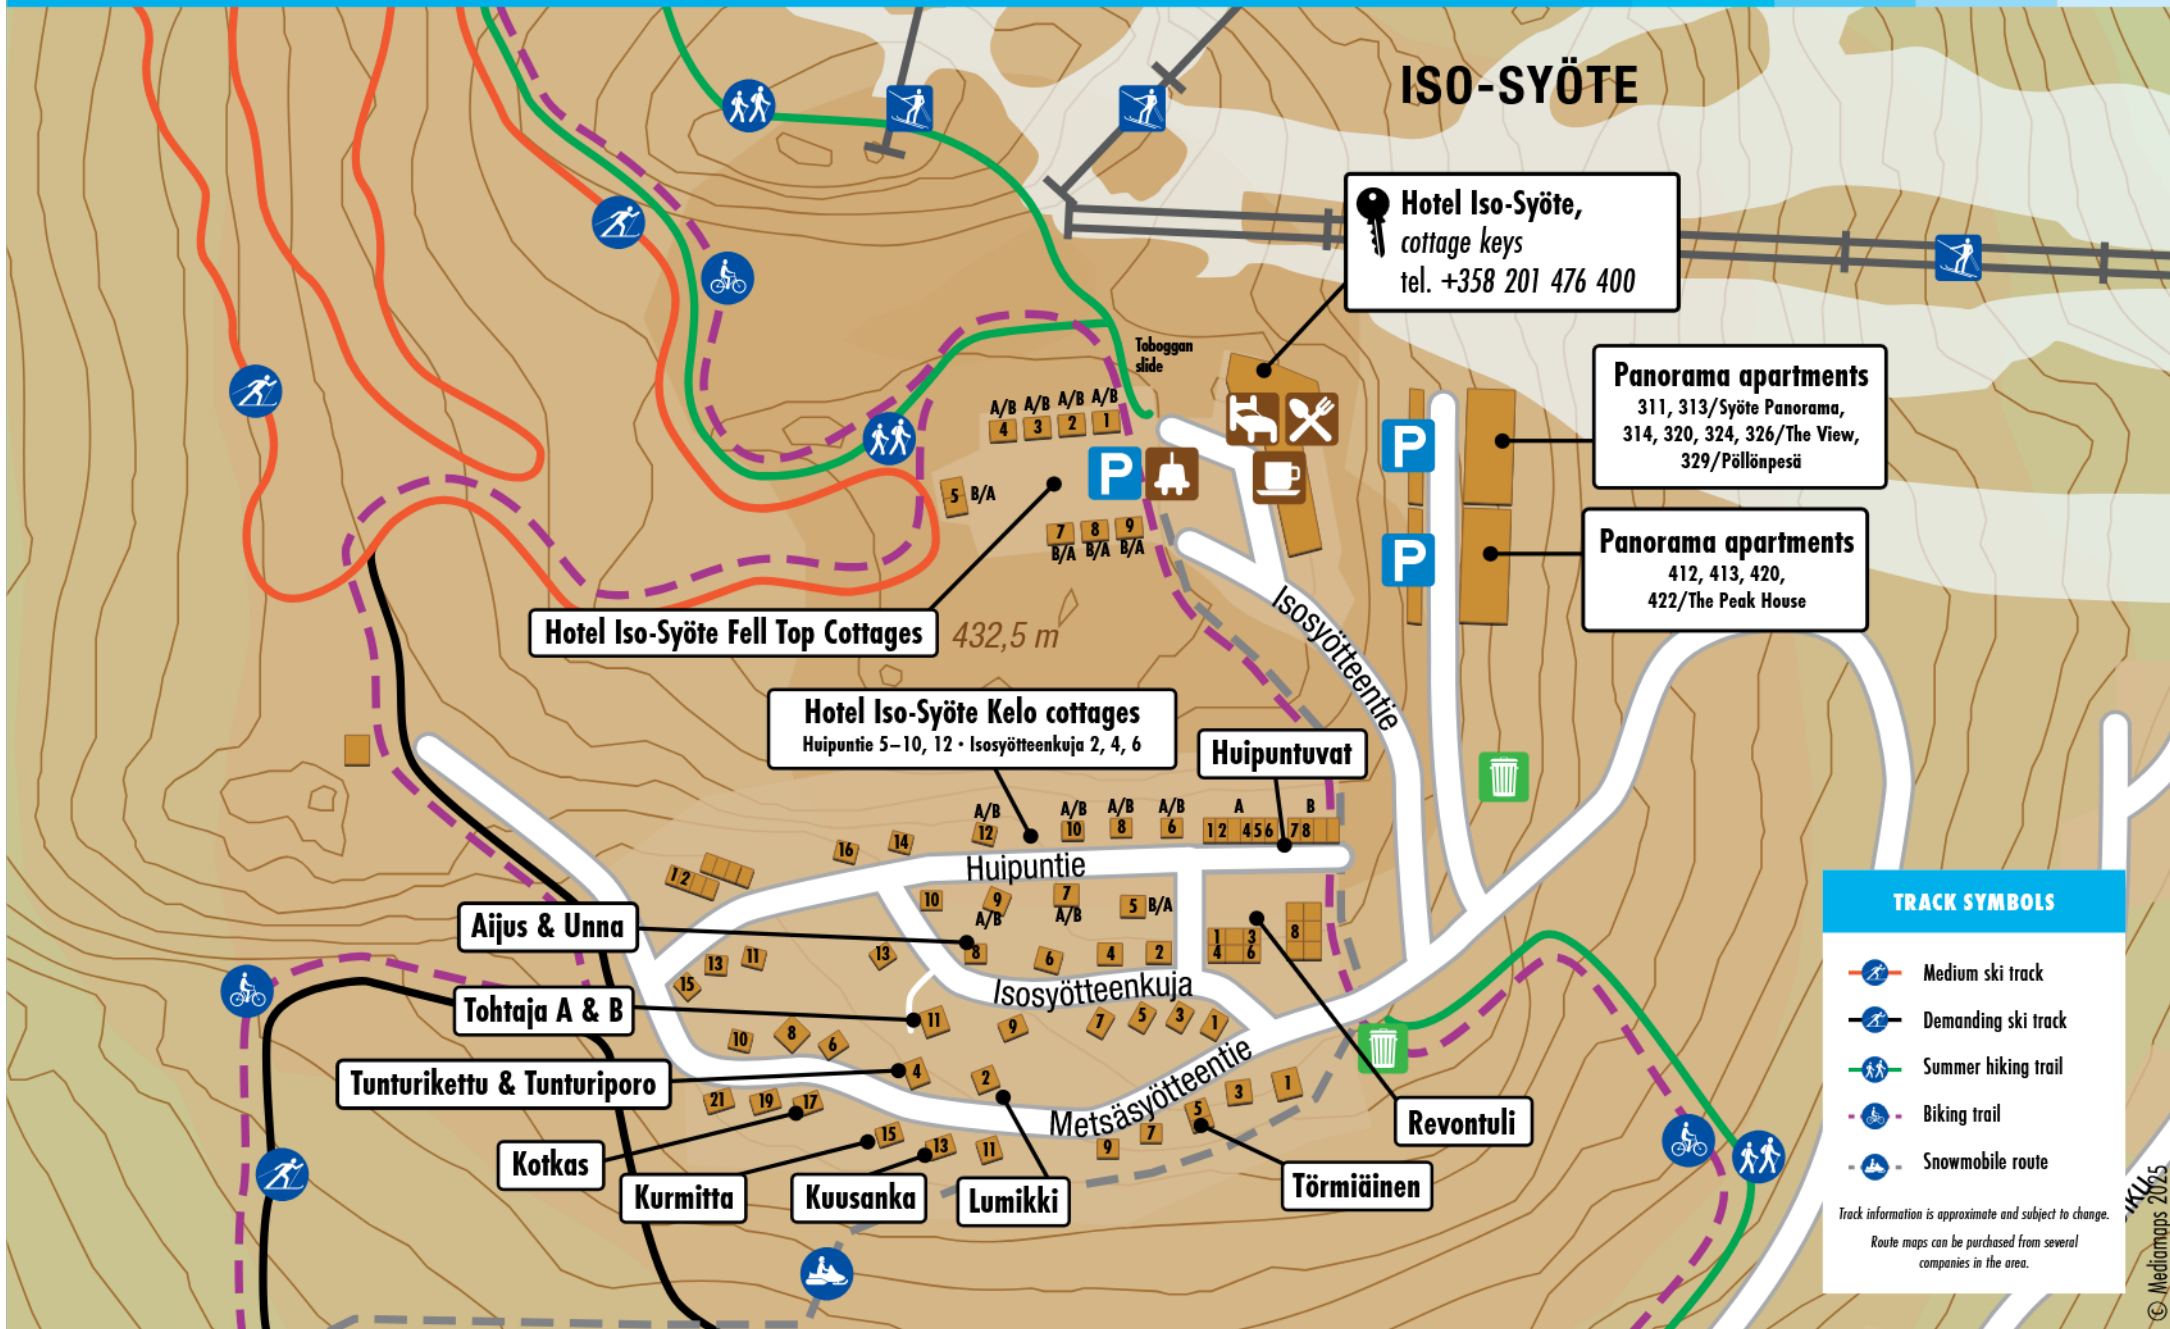 ISO-SYÖTE
Hotel Iso-Syöte,
cottage keys
tel. +358 201 476 400
Toboggan
slide
Panorama apartments
311, 313/Syöte Panorama,
314, 320, 324, 326/The View,
329/Pöllönpesä
A/B A/B A/B A/B
4 3 2 1
P
P
5 B/A
7 8 9
B/A B/A B/A
P
Panorama apartments
412, 413, 420,
422/The Peak House
Hotel Iso-Syöte Fell Top Cottages
432,5 m
Isosyötteentie
Hotel Iso-Syöte Kelo cottages
Huipuntie 5–10, 12 · Isosyötteenkuja 2, 4, 6
Huipuntuvat
A/B A/B A/B A/B A B
16 14 12 10 8 6 1 2 4 5 6 7 8
1 2
Huipuntie
10 9 7 5 B/A
A/B A/B
Aijus & Unna
1 3 8
4 6
15 13 11 13 8 6 4 2
Isosyötteenkuja
Tohtaja A & B
11 9 7 5 3 1
10 8 6
Tunturikettu & Tunturiporo
4 2
Metsäsyötteentie
21 19 17
5 3 1
Kotkas
15 13 11 9 7
Revontuli
Kurmitta
Kuusanka
Lumikki
Törmiäinen
TRACK SYMBOLS
Medium ski track
Demanding ski track
Summer hiking trail
Biking trail
Snowmobile route
Track information is approximate and subject to change.
Route maps can be purchased from several
companies in the area.
IKU
© Mediamaps 2025